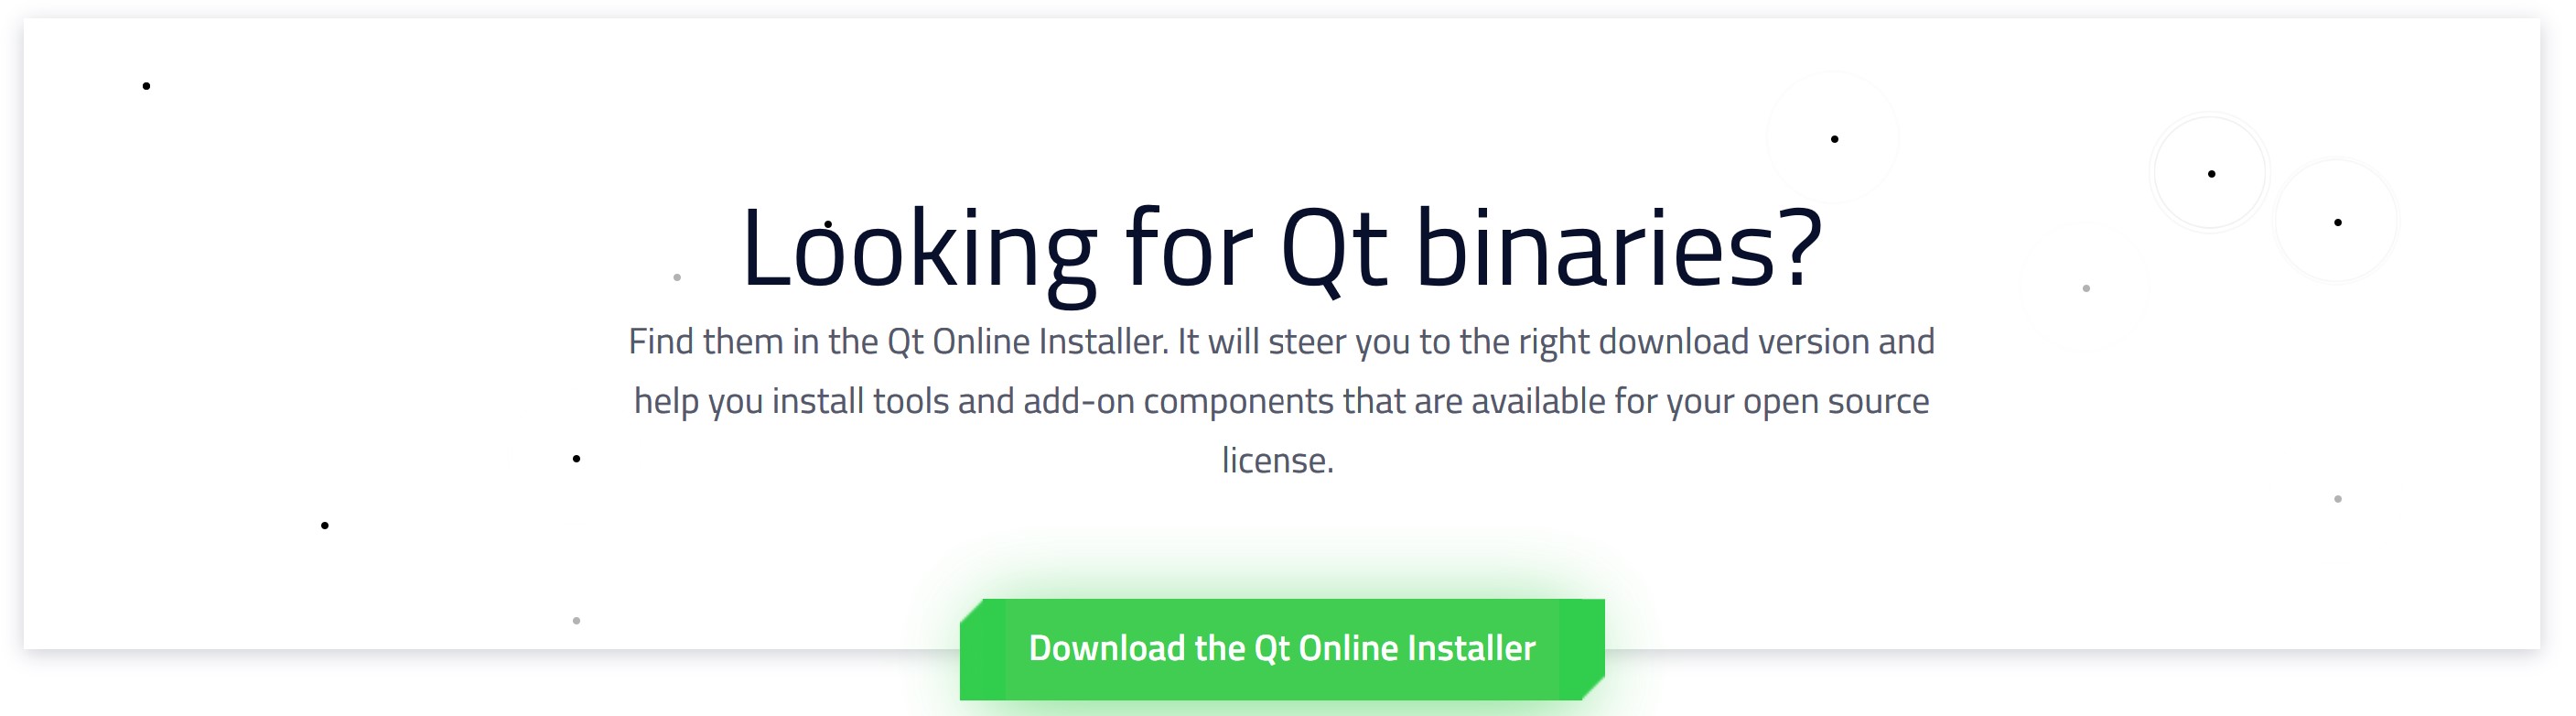 Looking for Qt binaries?
Find them in the Qt Online Installer. It will steer you to the right download version and
help you install tools and add-on components that are available for your open source
license.
Download the Qt Online Installer